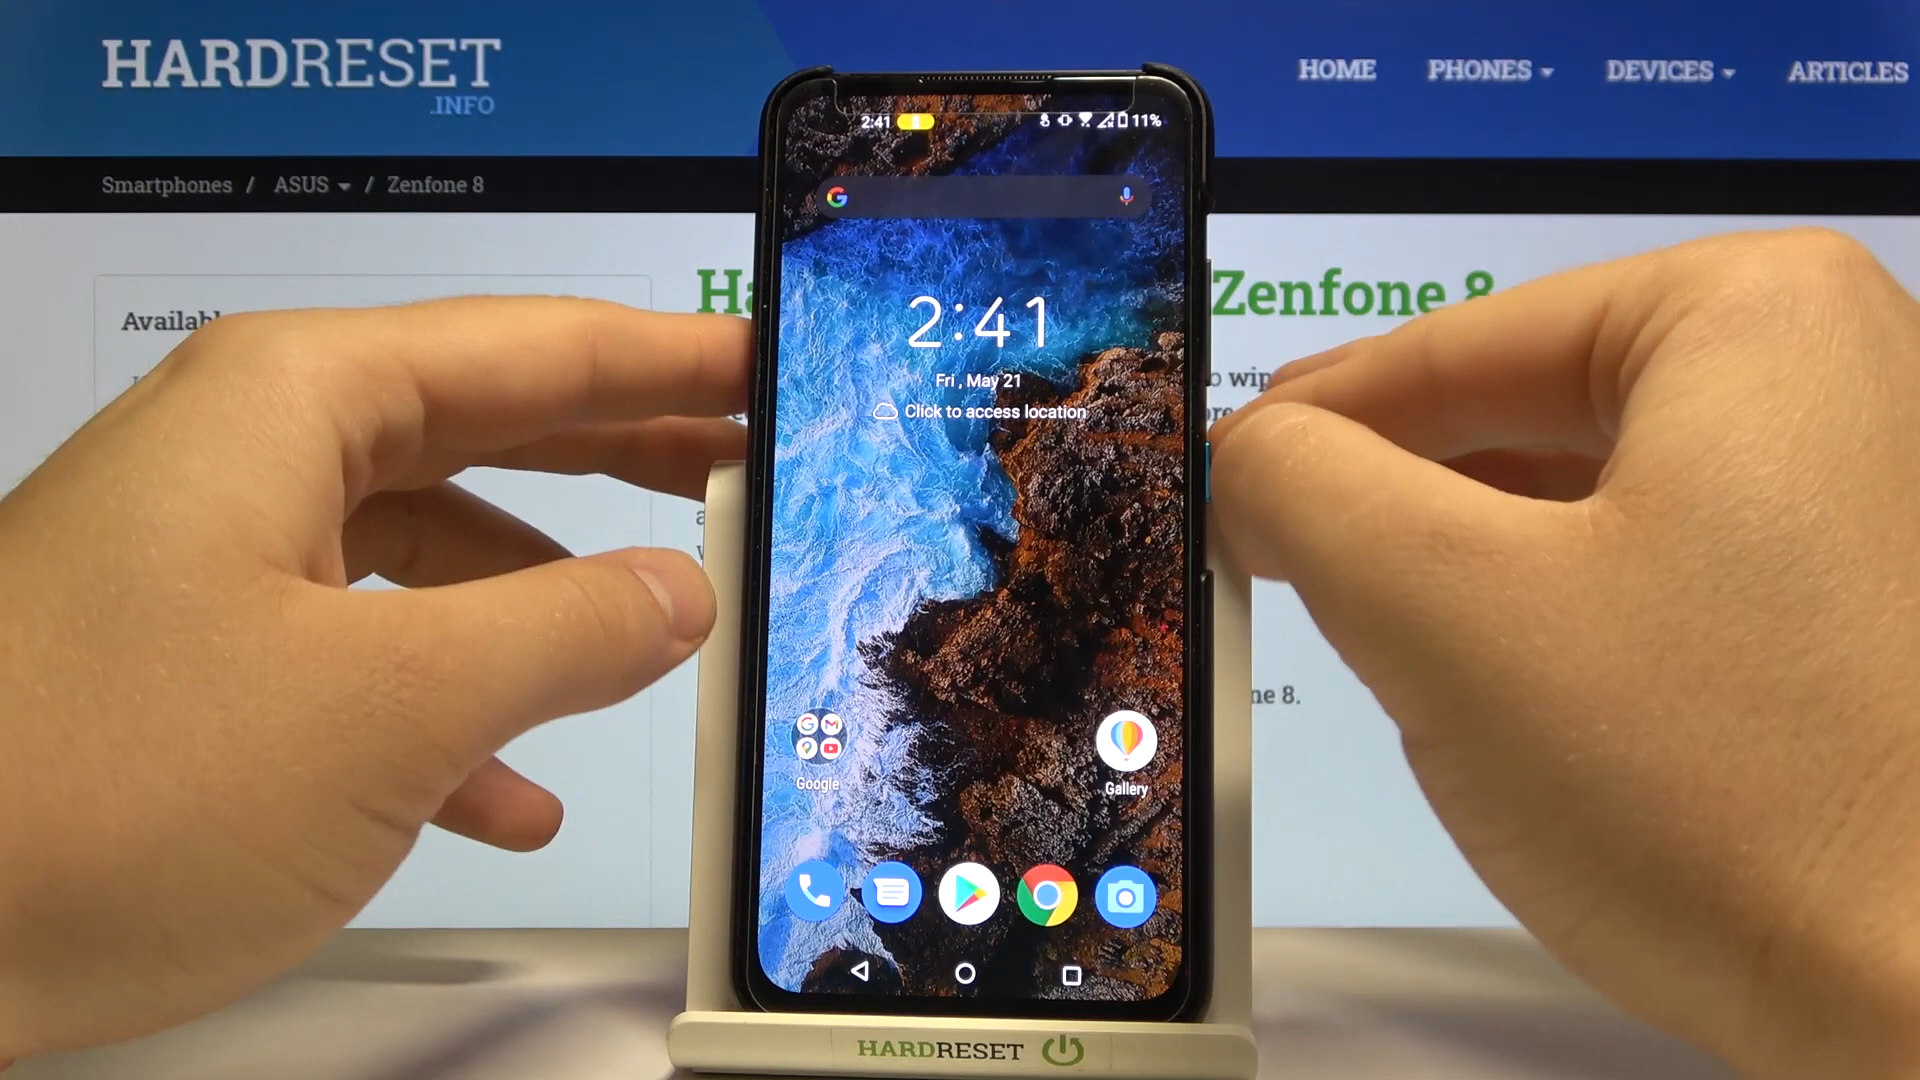 HARDRESET
.INFO
HOME PHONES DEVICES ARTICLES
Smartphones / ASUS / Zenfone 8
Zenfone 8
2:41
11%
2:41
Fri , May 21
Click to access location
wip
ne 8.
Google
Gallery
HARDRESET